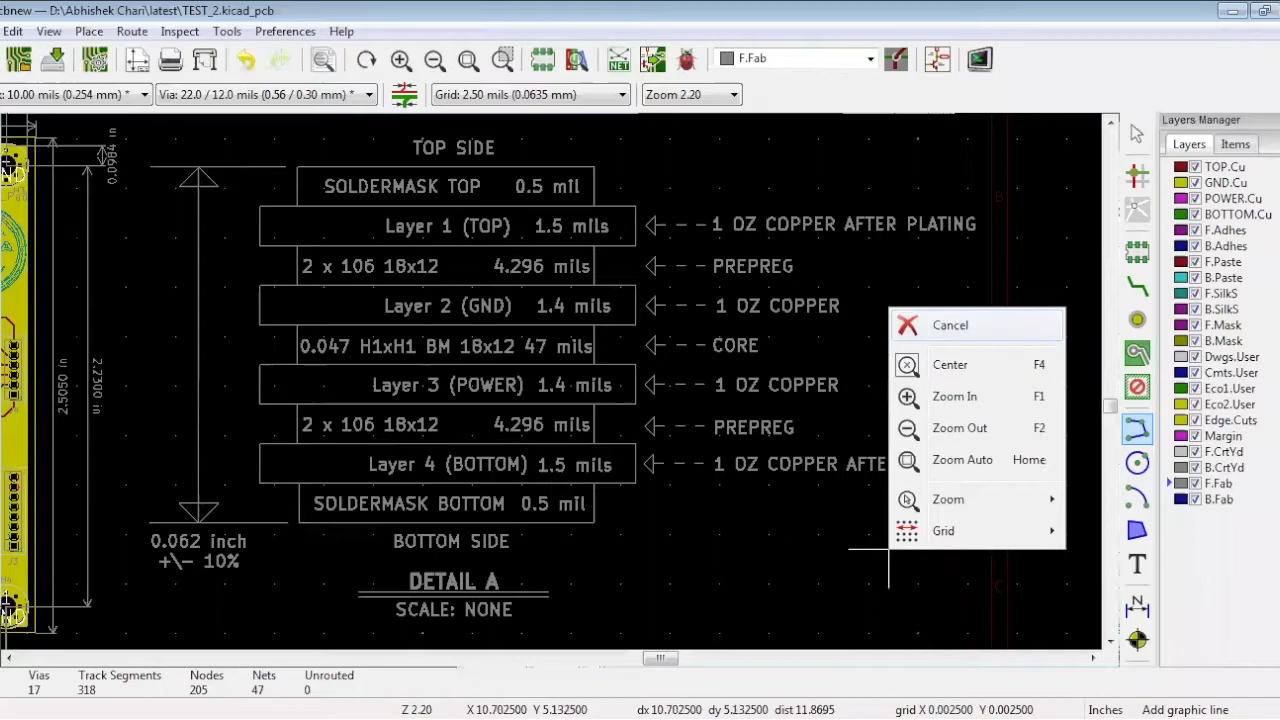 cbnew — D:\Abhishek Chari\latest\TEST_2.kicad_pcb
Edit View Place Route Inspect Tools Preferences Help
NET F.Fab
: 10.00 mils (0.254 mm) * Via: 22.0 / 12.0 mils (0.56 / 0.30 mm) * Grid: 2.50 mils (0.0635 mm) Zoom 2.20
Layers Manager
Layers Items
TOP.Cu
GND.Cu
POWER.Cu
BOTTOM.Cu
F.Adhes
B.Adhes
F.Paste
B.Paste
F.SilkS
B.SilkS
F.Mask
B.Mask
Dwgs.User
Cmts.User
Eco1.User
Eco2.User
Edge.Cuts
Margin
F.CrtYd
B.CrtYd
F.Fab
B.Fab
0.0984 in
2.5050 in
2.2300 in
J3
TOP SIDE
SOLDERMASK TOP 0.5 mil
Layer 1 (TOP) 1.5 mils 1 OZ COPPER AFTER PLATING
2 x 106 18x12 4.296 mils PREPREG
Layer 2 (GND) 1.4 mils 1 OZ COPPER
0.047 H1xH1 BM 18x12 47 mils CORE
Layer 3 (POWER) 1.4 mils 1 OZ COPPER
2 x 106 18x12 4.296 mils PREPREG
Layer 4 (BOTTOM) 1.5 mils 1 OZ COPPER AFTE
SOLDERMASK BOTTOM 0.5 mil
0.062 inch
+\- 10%
BOTTOM SIDE
DETAIL A
SCALE: NONE
B
C
Cancel
Center F4
Zoom In F1
Zoom Out F2
Zoom Auto Home
Zoom
Grid
T
N
Vias Track Segments Nodes Nets Unrouted
17 318 205 47 0
Z 2.20 X 10.702500 Y 5.132500 dx 10.702500 dy 5.132500 dist 11.8695 grid X 0.002500 Y 0.002500 Inches Add graphic line